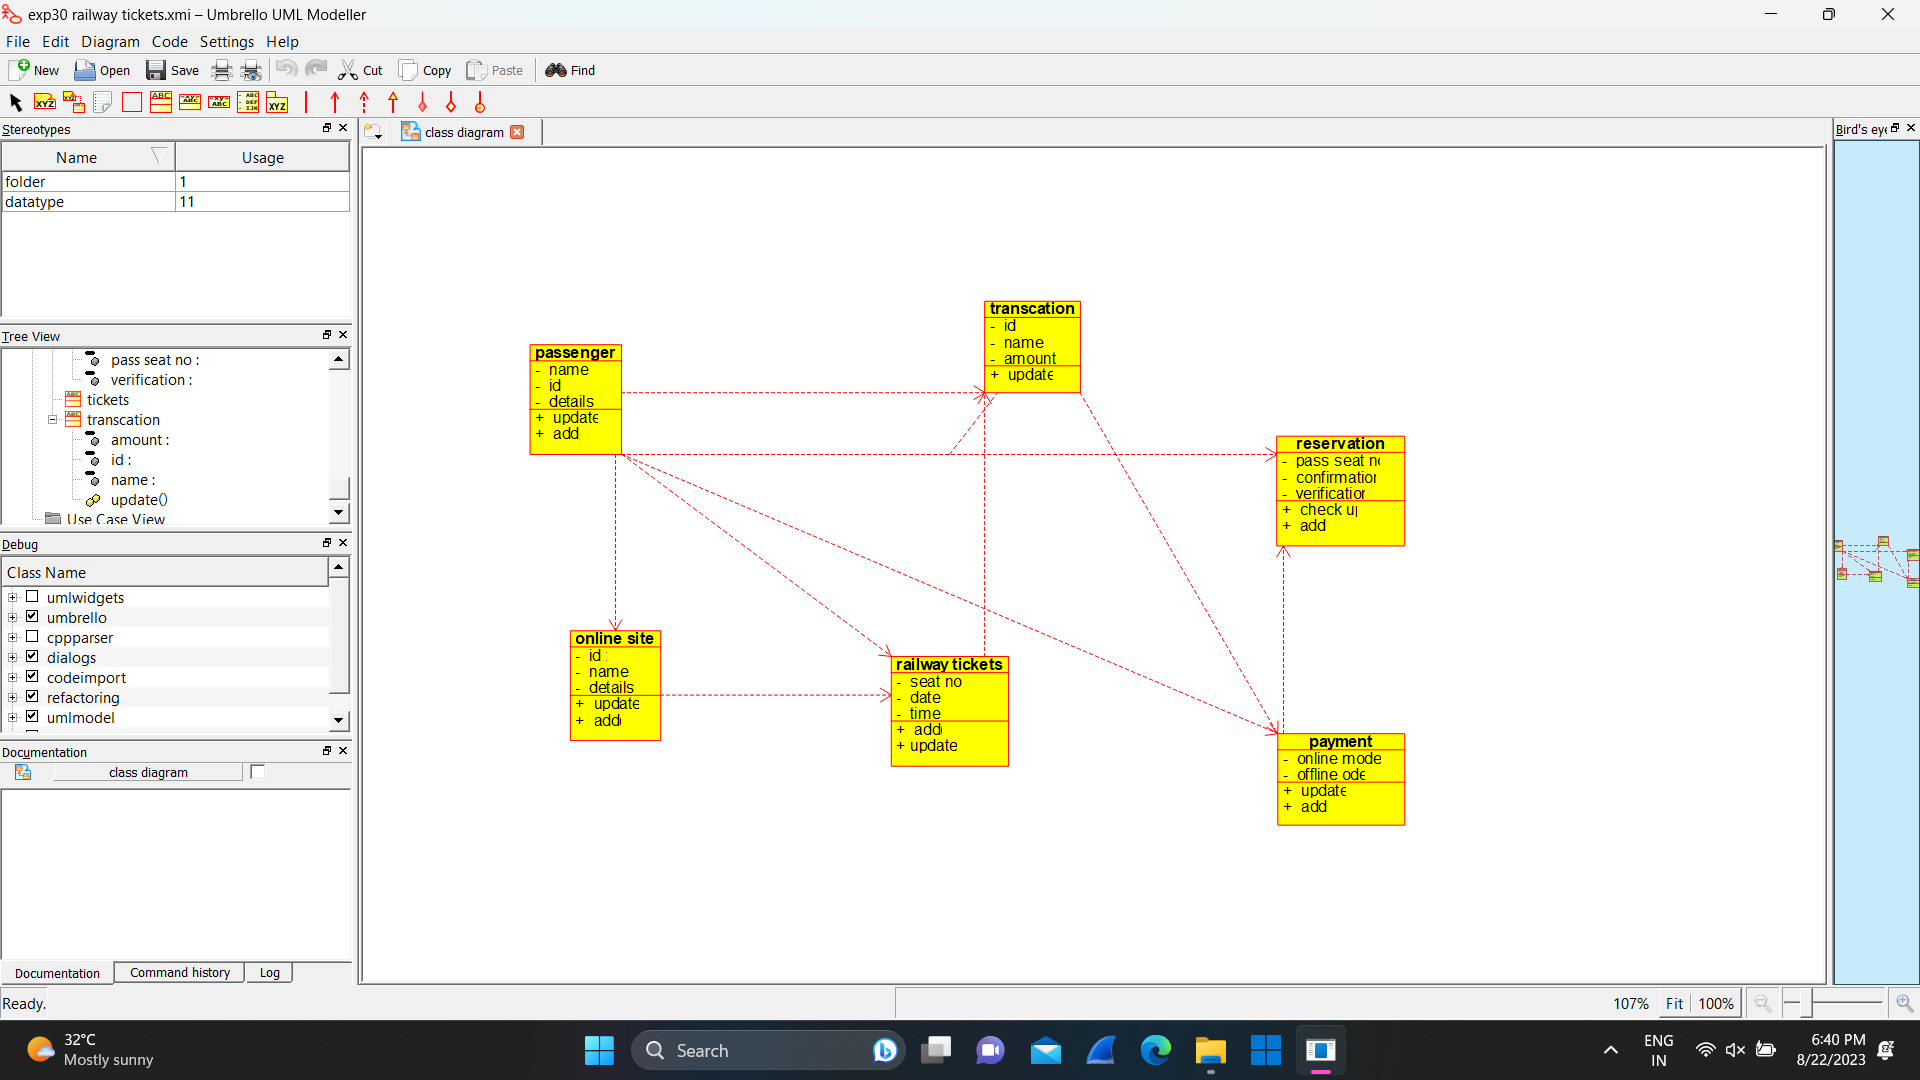 exp30 railway tickets.xmi – Umbrello UML Modeller
File Edit Diagram Code Settings Help
New Open Save Cut Copy Paste Find
Stereotypes
Name Usage
folder 1
datatype 11
Tree View
pass seat no :
verification :
tickets
transcation
amount :
id :
name :
update()
Use Case View
Debug
Class Name
umlwidgets
umbrello
cppparser
dialogs
codeimport
refactoring
umlmodel
Documentation
class diagram
Documentation Command history Log
Ready.
class diagram
passenger
- name
- id
- details
+ update
+ add
transcation
- id
- name
- amount
+ update
reservation
- pass seat no
- confirmation
- verification
+ check up
+ add
online site
- id :
- name
- details
+ update
+ add
railway tickets
- seat no
- date
- time
+ add
+ update
payment
- online mode
- offline ode
+ update
+ add
Bird's eye
107% Fit 100%
32°C
Mostly sunny
Search
ENG
IN
6:40 PM
8/22/2023